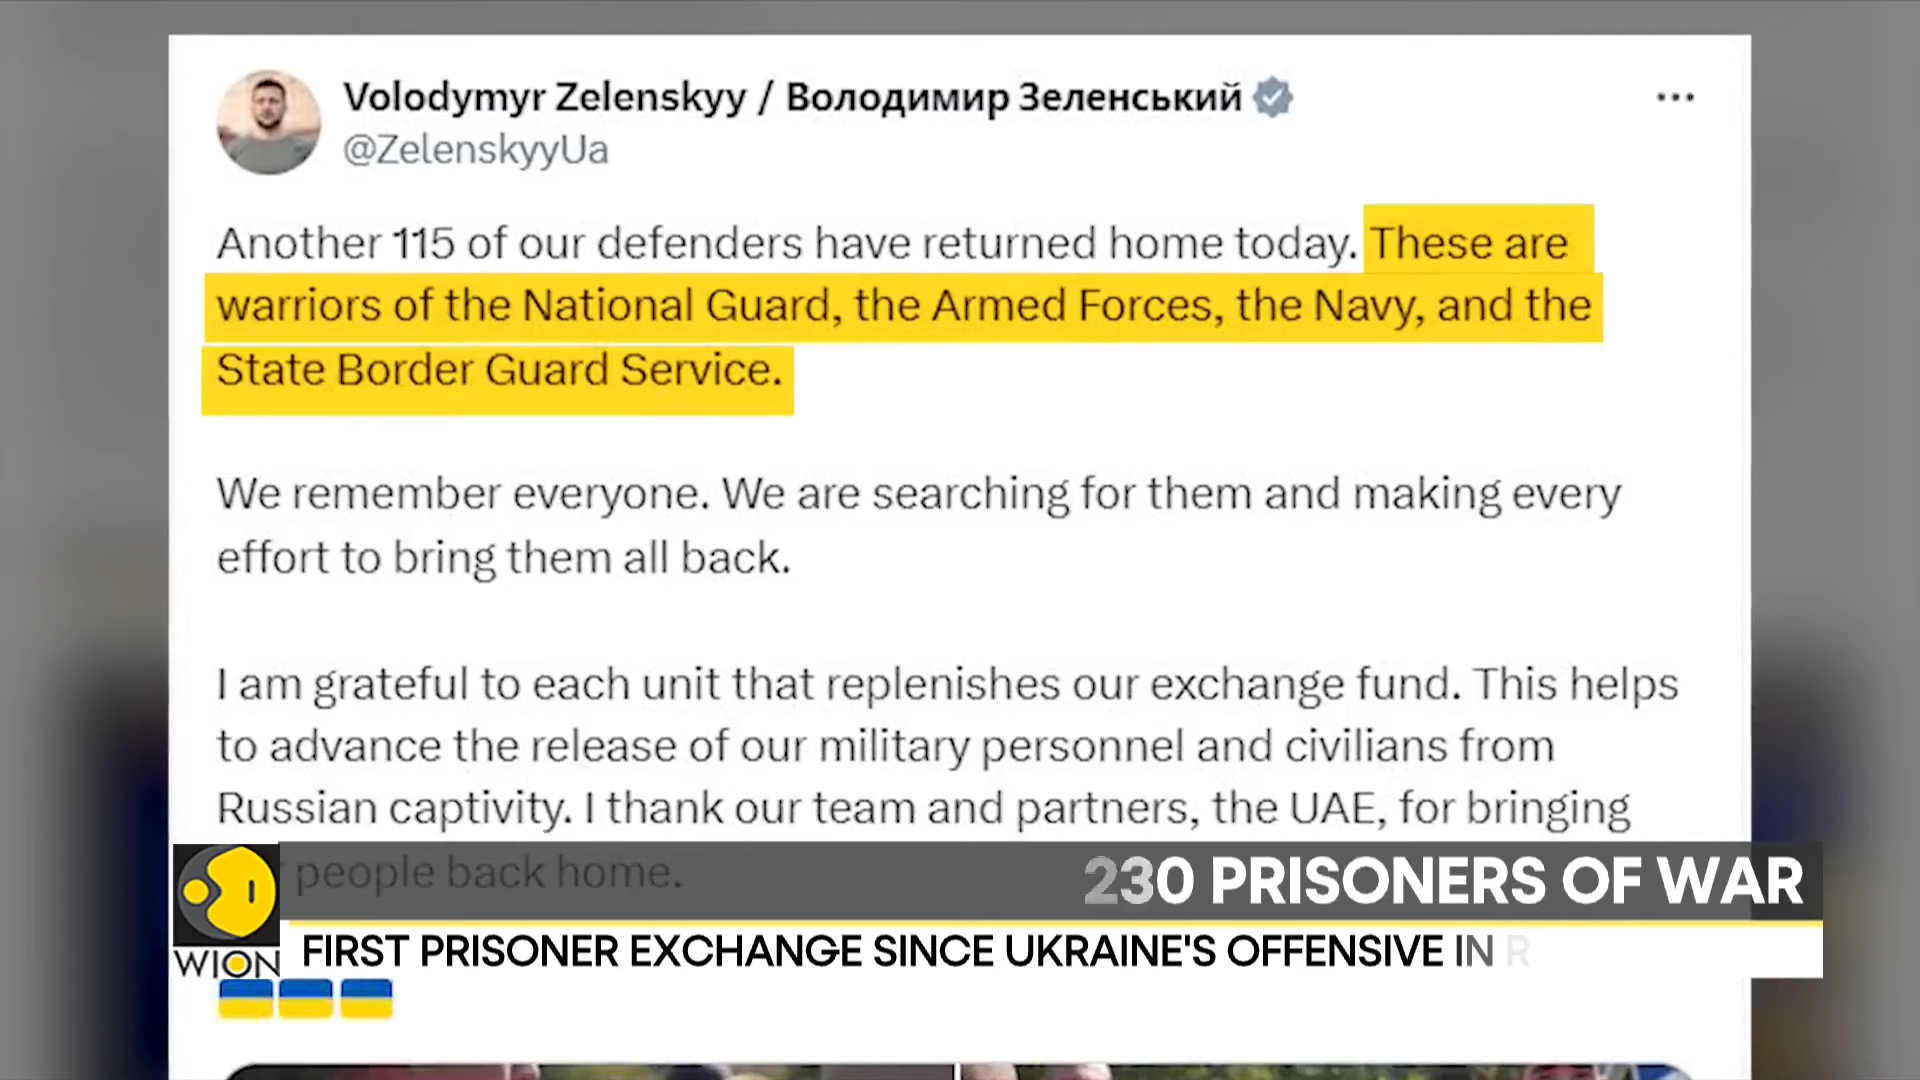 Volodymyr Zelenskyy / Володимир Зеленський
@ZelenskyyUa
Another 115 of our defenders have returned home today. These are
warriors of the National Guard, the Armed Forces, the Navy, and the
State Border Guard Service.
We remember everyone. We are searching for them and making every
effort to bring them all back.
I am grateful to each unit that replenishes our exchange fund. This helps
to advance the release of our military personnel and civilians from
Russian captivity. I thank our team and partners, the UAE, for bringing
people back home.
230 PRISONERS OF WAR
FIRST PRISONER EXCHANGE SINCE UKRAINE'S OFFENSIVE IN R
WION